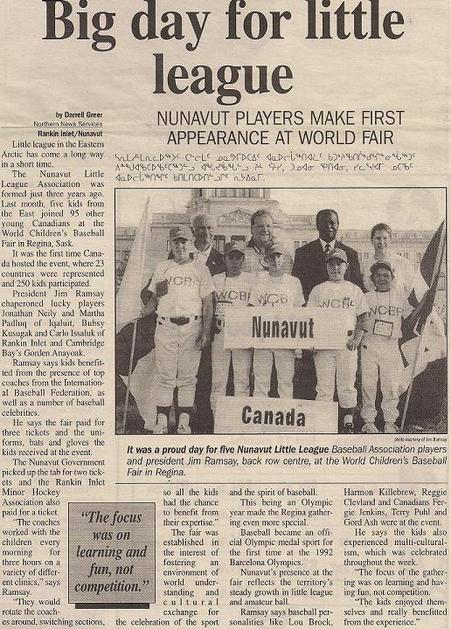 Big day for little
league
by Darrell Greer
Northern News Services
Rankin Inlet/Nunavut
Little league in the Eastern
Arctic has come a long way
in a short time.
The Nunavut Little
League Association was
formed just three years ago.
Last month, five kids from
the East joined 95 other
young Canadians at the
World Children's Baseball
Fair in Regina, Sask.
It was the first time Cana-
da hosted the event, where 23
countries were represented
and 250 kids participated.
President Jim Ramsay
chaperoned lucky players
Jonathan Neily and Martha
Padluq of Iqaluit, Bubsy
Kusugak and Carlo Issaluk of
Rankin Inlet and Cambridge
Bay's Gorden Anayoak.
Ramsay says kids benefit-
ted from the presence of top
coaches from the Internation-
al Baseball Federation, as
well as a number of baseball
celebrities.
He says the fair paid for
three tickets and the uni-
forms, bats and gloves the
kids received at the event.
The Nunavut Government
picked up the tab for two tick-
ets and the Rankin Inlet
Minor Hockey
Association also
paid for a ticket
"The coaches
worked with the
children every
morning for
three hours on a
variety of differ-
ent clinics," says
Ramsay.
"They would
rotate the coach-
es around, switching sections,
NUNAVUT PLAYERS MAKE FIRST
APPEARANCE AT WORLD FAIR
WCBF
WCBF
WCBF
Nunavut
Canada
photo courtesy of Jim Ramsay
It was a proud day for five Nunavut Little League Baseball Association players
and president Jim Ramsay, back row centre, at the World Children's Baseball
Fair in Regina.
"The focus
was on
learning and
fun, not
competition."
so all the kids
had the chance
to benefit from
their expertise."
The fair was
established in
the interest of
fostering an
environment of
world under-
standing and
cultural
exchange for
the celebration of the sport
and the spirit of baseball.
This being an Olympic
year made the Regina gather-
ing even more special.
Baseball became an offi-
cial Olympic medal sport for
the first time at the 1992
Barcelona Olympics.
Nunavut's presence at the
fair reflects the territory's
steady growth in little league
and amateur ball.
Ramsay says baseball per-
sonalities like Lou Brock,
Harmon Killebrew, Reggie
Cleveland and Canadians Fer-
gie Jenkins, Terry Puhl and
Gord Ash were at the event.
He says the kids also
experienced multi-cultural-
ism, which was celebrated
throughout the week.
"The focus of the gather-
ing was on learning and hav-
ing fun, not competition.
"The kids enjoyed them-
selves and really benefitted
from the experience."